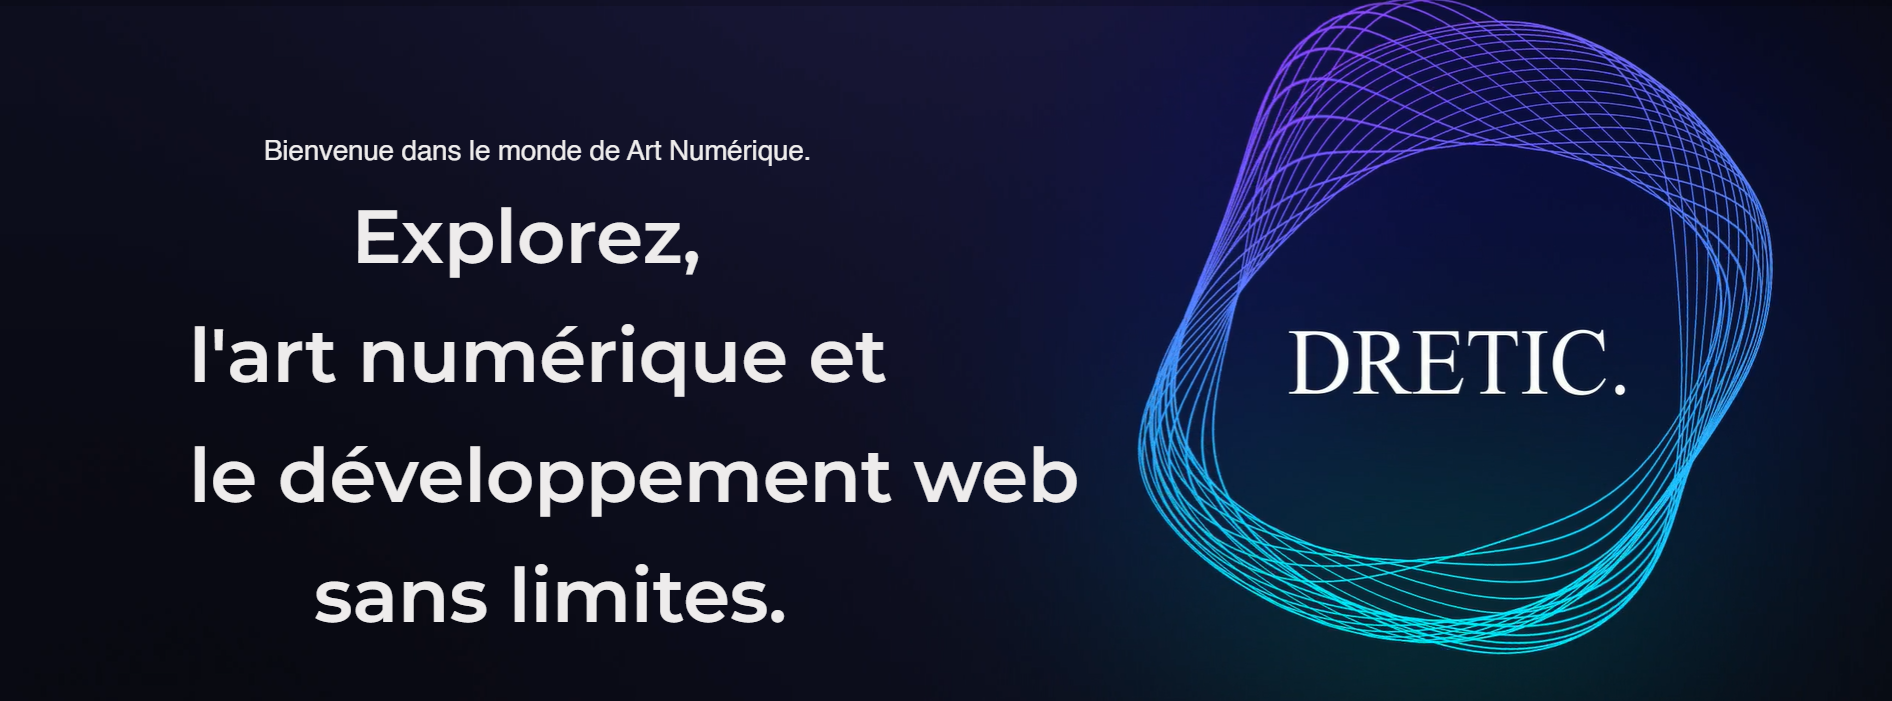 Bienvenue dans le monde de Art Numérique.
Explorez,
l'art numérique et
le développement web
sans limites.
DRETIC.